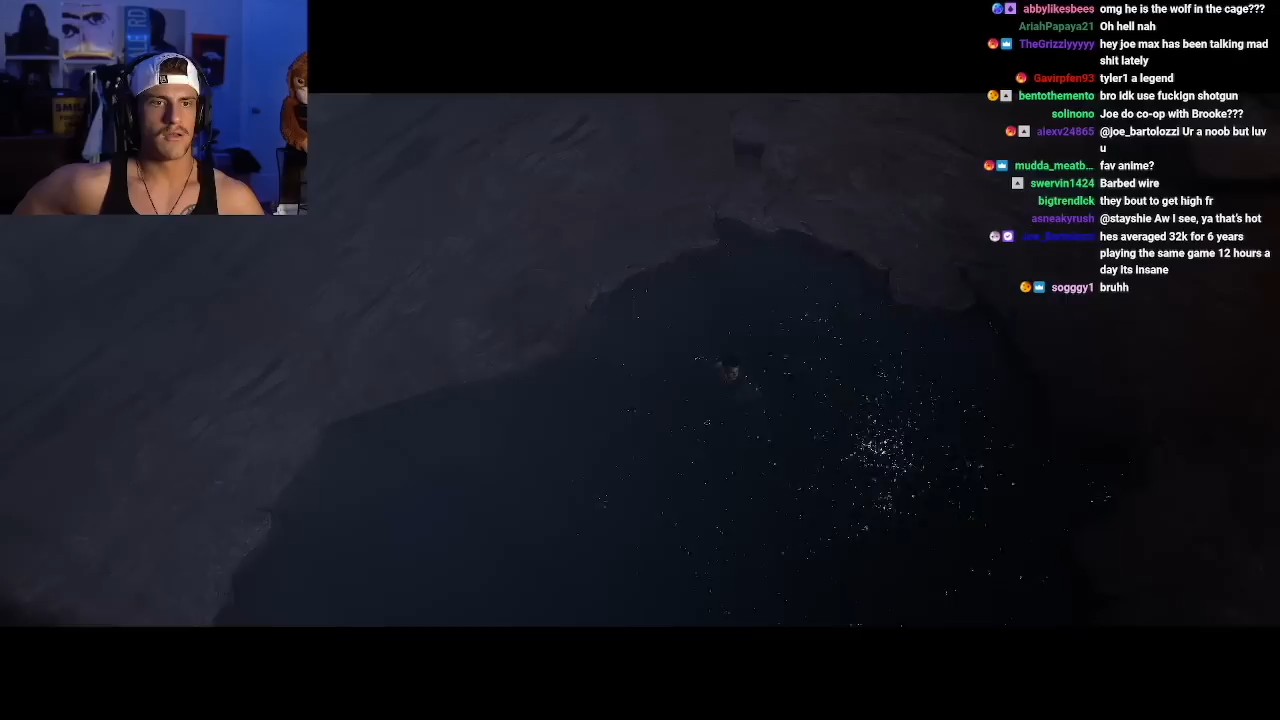 abbylikesbees omg he is the wolf in the cage???
AriahPapaya21 Oh hell nah
TheGrizzlyyyyy hey joe max has been talking mad
shit lately
Gavirpfen93 tyler1 a legend
bentothemento bro ldk use fuckign shotgun
solinono Joe do co-op with Brooke???
alexv24865 @joe_bartolozzi Ur a noob but luv
u
mudda_meatb... fav anime?
swervin1424 Barbed wire
bigtrendlck they bout to get high fr
asneakyrush @stayshie Aw I see, ya that's hot
hes averaged 32k for 6 years
playing the same game 12 hours a
day its insane
sogggy1 bruhh
SMILE